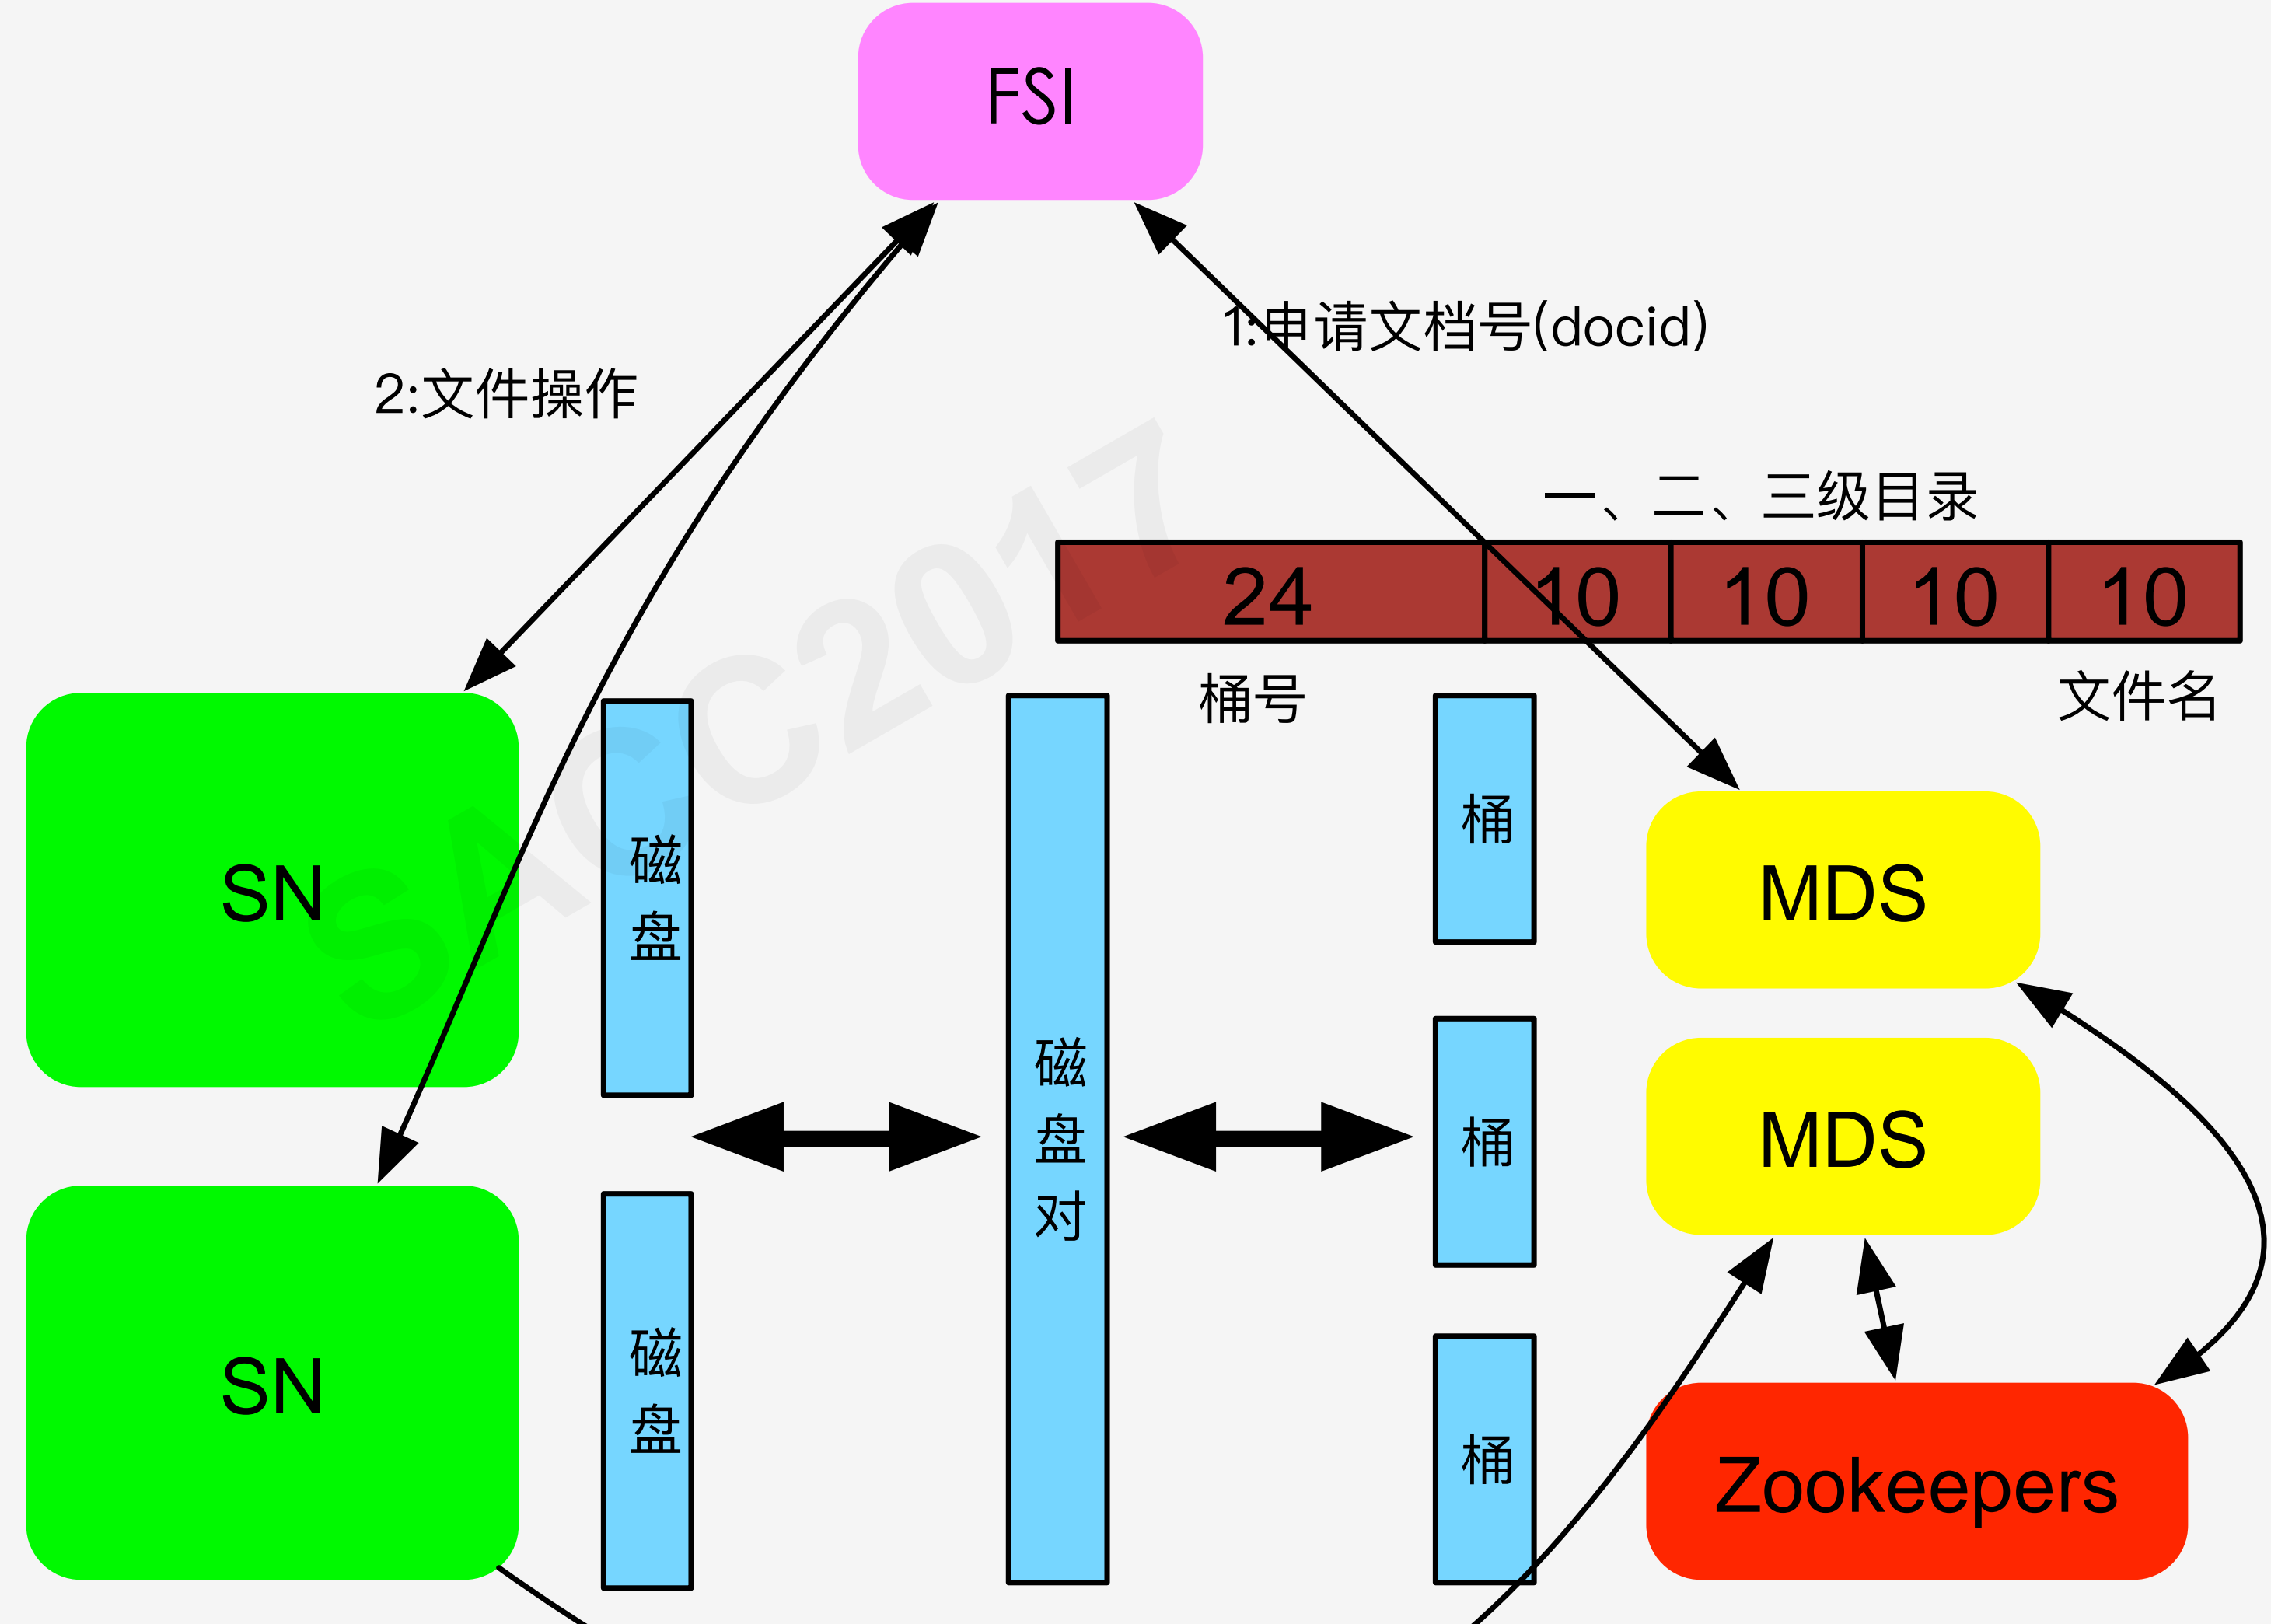 FSI
1:申请文档号(docid)
2:文件操作
一、二、三级目录
24 10 10 10 10
桶号
文件名
SN
磁盘
桶
MDS
磁盘对
桶
MDS
SN
磁盘
桶
Zookeepers
SACC2017